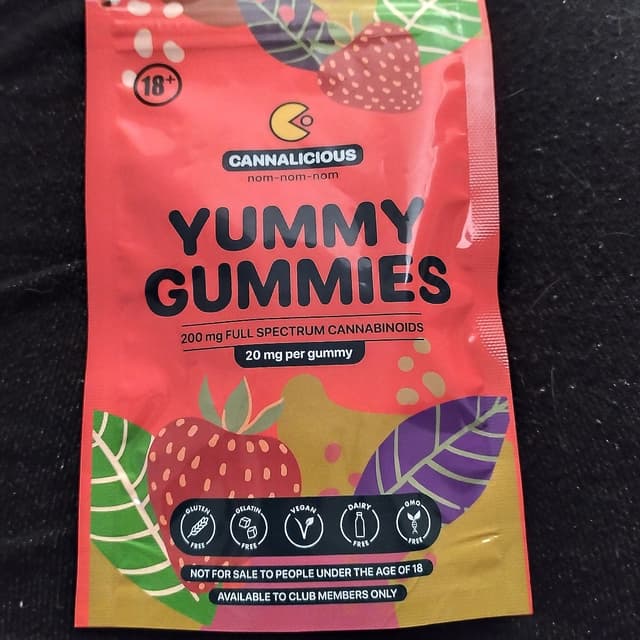 18+
CANNALICIOUS
nom-nom-nom
YUMMY
GUMMIES
200 mg FULL SPECTRUM CANNABINOIDS
20 mg per gummy
GLUTEN FREE
GELATIN FREE
VEGAN
DAIRY FREE
GMO FREE
NOT FOR SALE TO PEOPLE UNDER THE AGE OF 18
AVAILABLE TO CLUB MEMBERS ONLY